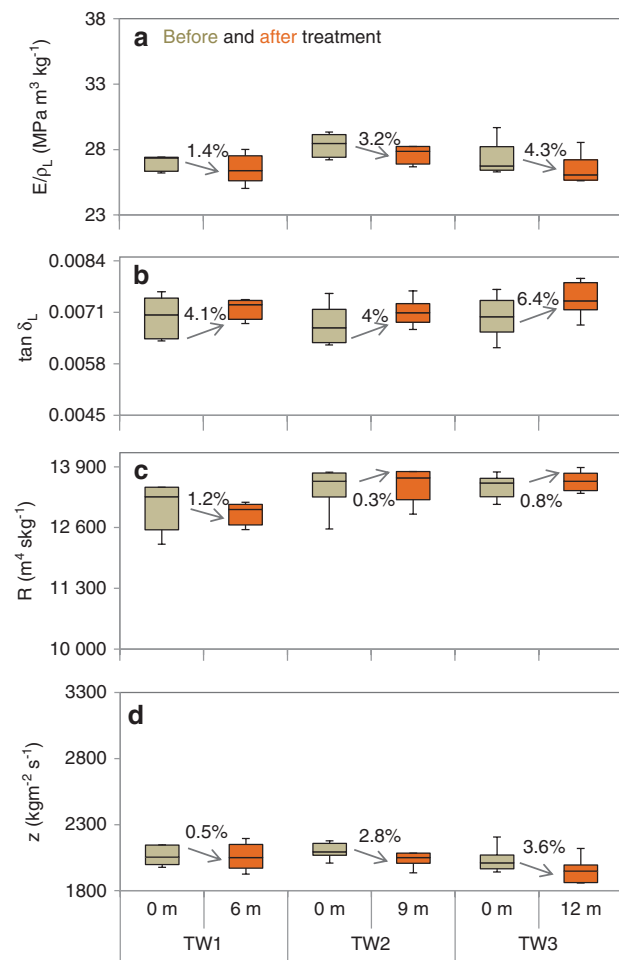 a Before and after treatment
E/ρL (MPa m³ kg⁻¹)
38
33
28
23
1.4%
3.2%
4.3%
b
tan δL
0.0084
0.0071
0.0058
0.0045
4.1%
4%
6.4%
c
R (m⁴ skg⁻¹)
13 900
12 600
11 300
10 000
1.2%
0.3%
0.8%
d
z (kgm⁻² s⁻¹)
3300
2800
2300
1800
0.5%
2.8%
3.6%
0 m 6 m 0 m 9 m 0 m 12 m
TW1 TW2 TW3